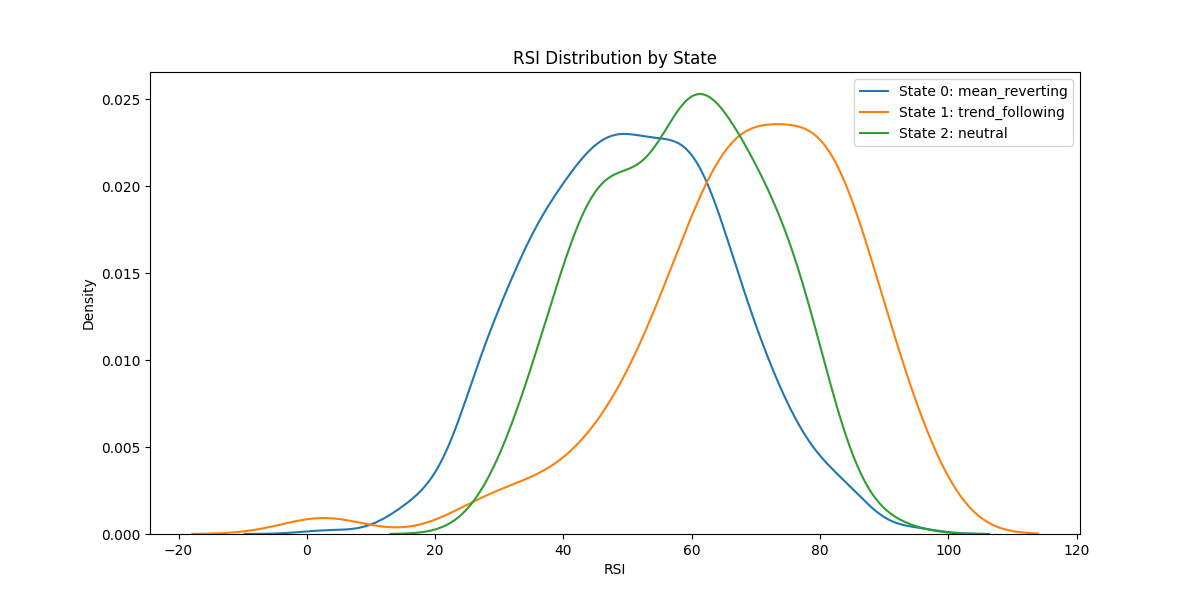 RSI Distribution by State
State 0: mean_reverting
State 1: trend_following
State 2: neutral
0.025
0.020
0.015
0.010
0.005
0.000
Density
−20
0
20
40
60
80
100
120
RSI